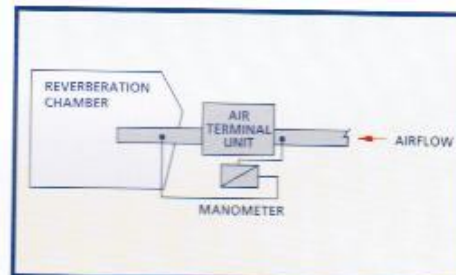 REVERBERATION
CHAMBER
AIR
TERMINAL
UNIT
AIRFLOW
MANOMETER